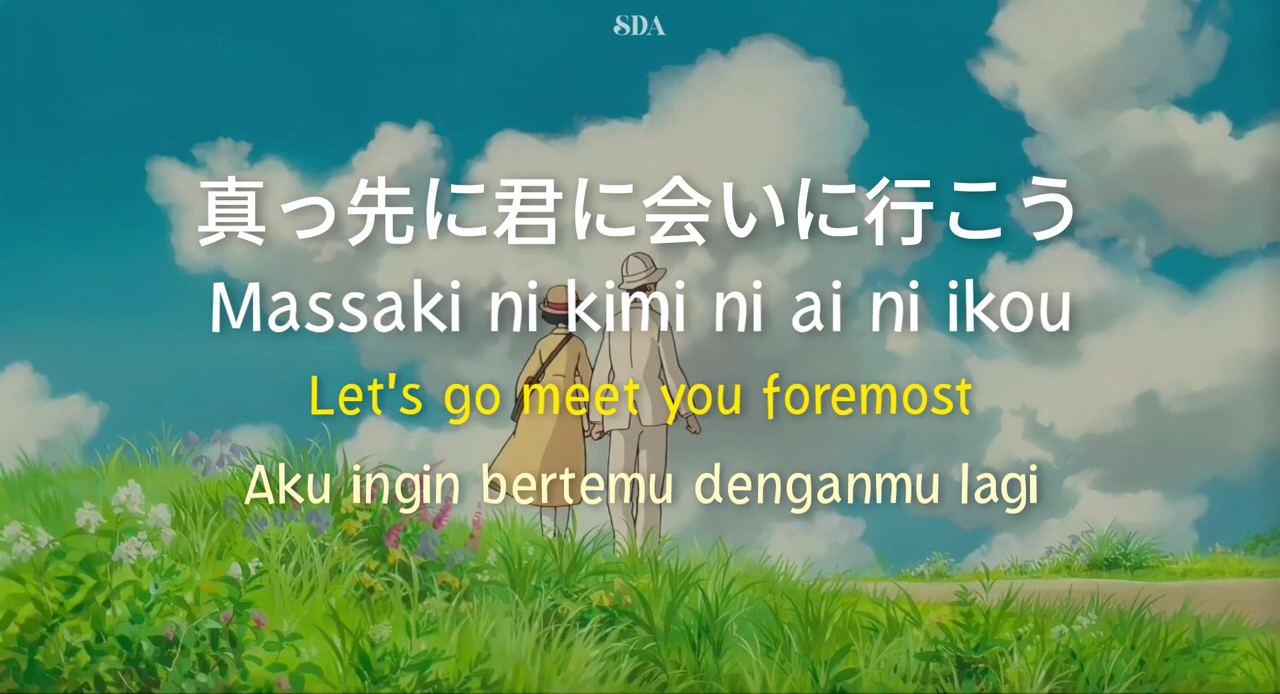 SDA
真っ先に君に会いに行こう
Massaki ni kimi ni ai ni ikou
Let's go meet you foremost
Aku ingin bertemu denganmu lagi